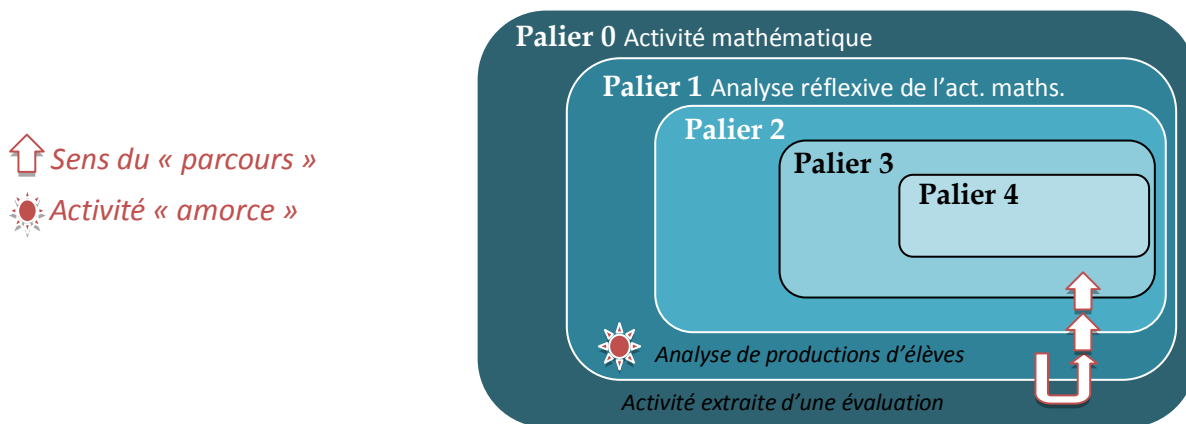 Palier 0 Activité mathématique
Palier 1 Analyse réflexive de l’act. maths.
Palier 2
Palier 3
Palier 4
Sens du « parcours »
Activité « amorce »
Analyse de productions d’élèves
Activité extraite d’une évaluation